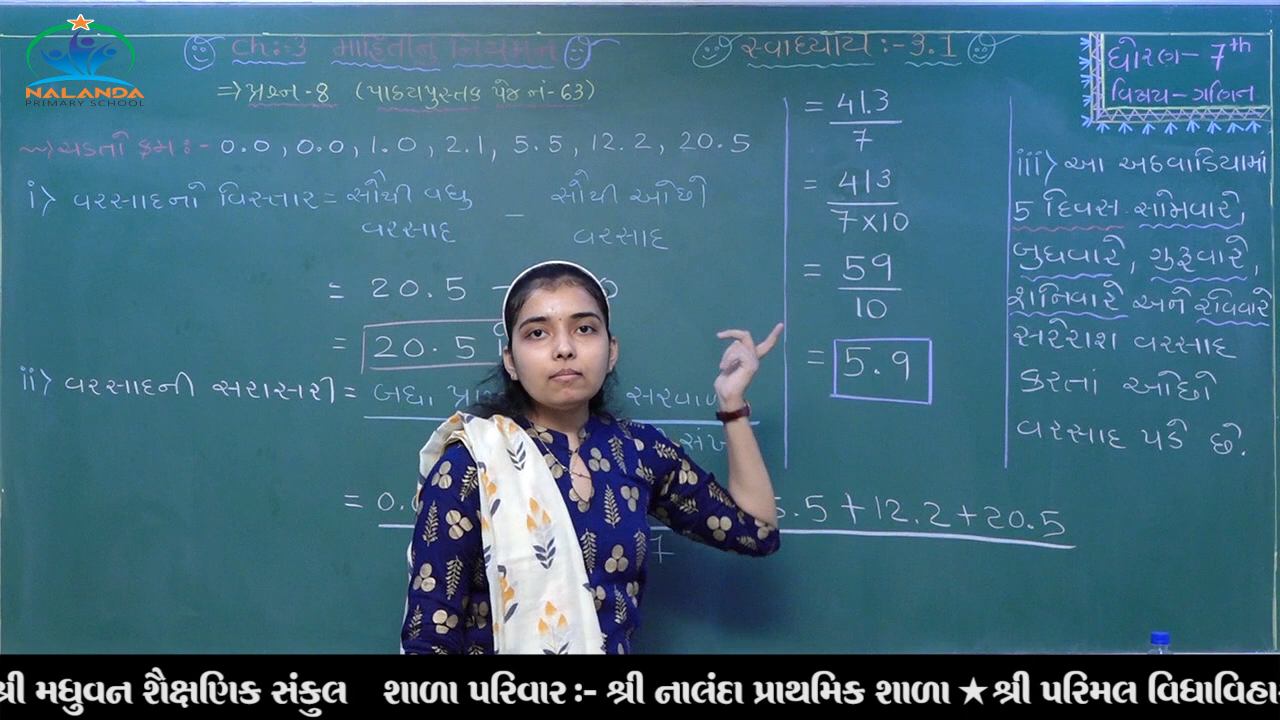 NALANDA
PRIMARY SCHOOL
Ch:-3 માહિતીનું નિયમન
સ્વાધ્યાય :- 3.1
ધોરણ- 7th
વિષય- ગણિત
⇒ પ્રશ્ન -8 (પાઠ્યપુસ્તક પેજ નં- 63)
ચડતો ક્રમ :- 0.0, 0.0, 1.0, 2.1, 5.5, 12.2, 20.5
i> વરસાદનો વિસ્તાર = સૌથી વધુ વરસાદ - સૌથી ઓછો વરસાદ
= 20.5 -
= 20.5
ii> વરસાદની સરાસરી = બધા
= 5.5 + 12.2 + 20.5
7
= 41.3
7
= 413
7×10
= 59
10
= 5.9
iii> આ અઠવાડિયામાં
5 દિવસ સોમવારે,
બુધવારે, ગુરૂવારે,
શનિવારે અને રવિવારે
સરેરાશ વરસાદ
કરતાં ઓછો
વરસાદ પડે છે.
શ્રી મધુવન શૈક્ષણિક સંકુલ શાળા પરિવાર :- શ્રી નાલંદા પ્રાથમિક શાળા ★ શ્રી પરિમલ વિધાવિહા